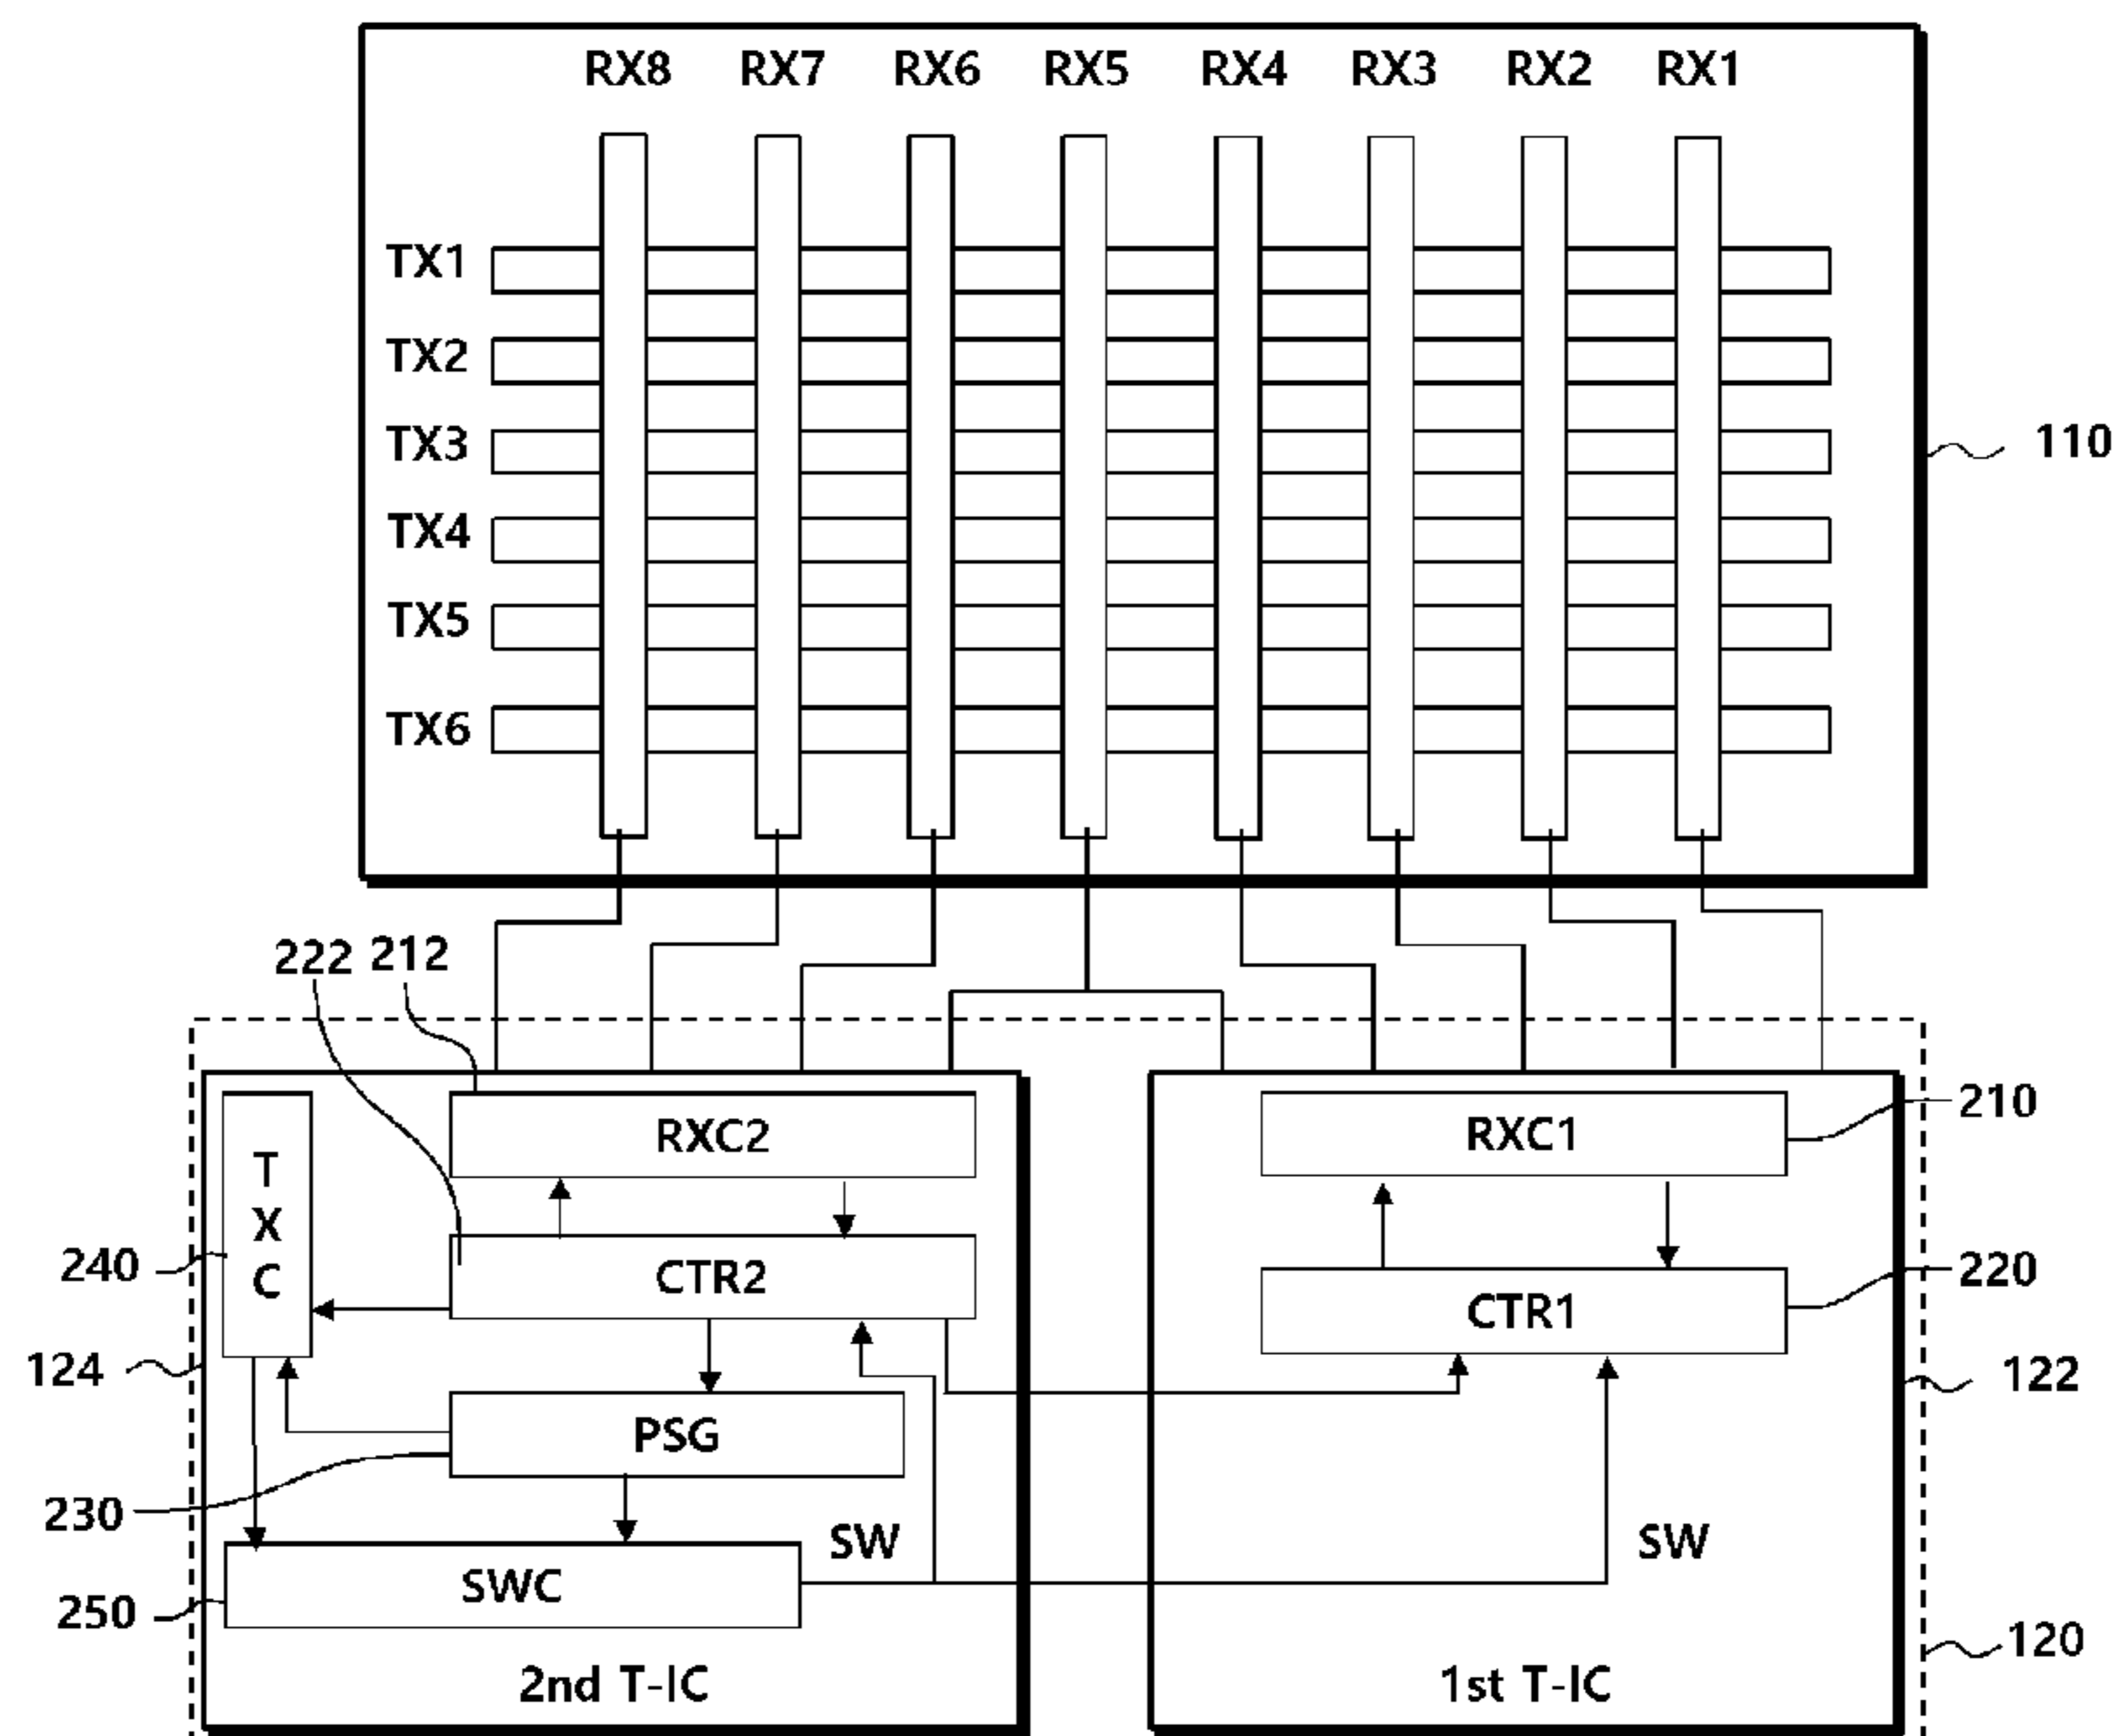 RX8 RX7 RX6 RX5 RX4 RX3 RX2 RX1
TX1
TX2
TX3
110
TX4
TX5
TX6
222 212
RXC2
RXC1
210
T
X
C
240
CTR2
CTR1
220
124
122
PSG
230
SW
SW
SWC
250
120
2nd T-IC
1st T-IC